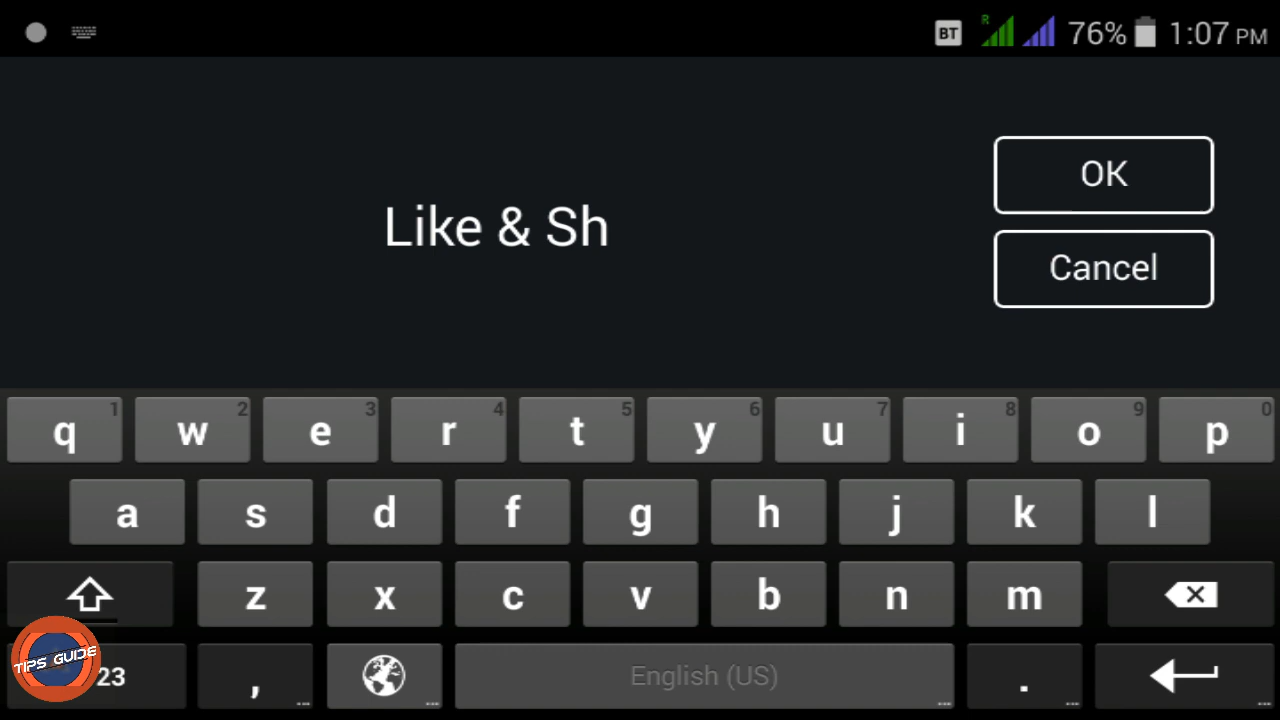 BT R 76% 1:07 PM
OK
Like & Sh
Cancel
1 2 3 4 5 6 7 8 9 0
q w e r t y u i o p
a s d f g h j k l
z x c v b n m
TIPS GUIDE
23 , English (US) .